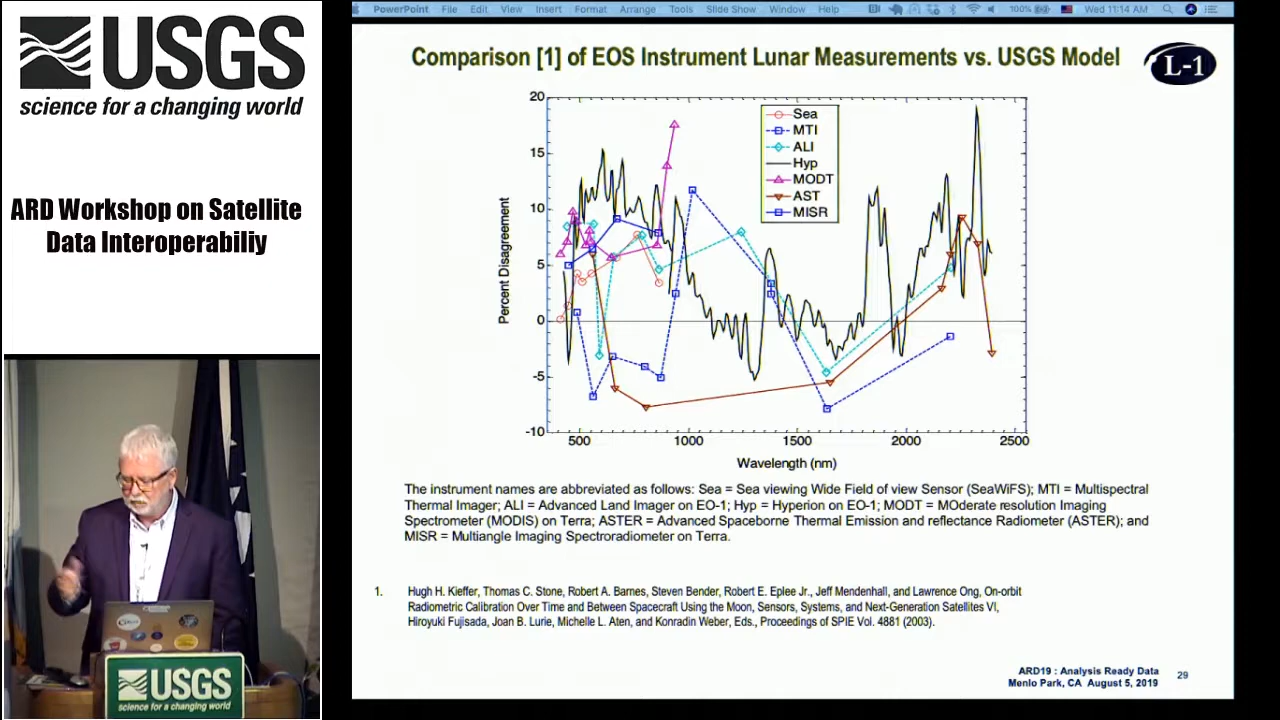 USGS
science for a changing world
ARD Workshop on Satellite
Data Interoperabiliy
PowerPoint File Edit View Insert Format Arrange Tools Slide Show Window Help 100% Wed 11:14 AM
Comparison [1] of EOS Instrument Lunar Measurements vs. USGS Model
L-1
20
15
10
5
0
-5
-10
Percent Disagreement
Sea
MTI
ALI
Hyp
MODT
AST
MISR
500 1000 1500 2000 2500
Wavelength (nm)
The instrument names are abbreviated as follows: Sea = Sea viewing Wide Field of view Sensor (SeaWiFS); MTI = Multispectral
Thermal Imager; ALI = Advanced Land Imager on EO-1; Hyp = Hyperion on EO-1; MODT = MOderate resolution Imaging
Spectrometer (MODIS) on Terra; ASTER = Advanced Spaceborne Thermal Emission and reflectance Radiometer (ASTER); and
MISR = Multiangle Imaging Spectroradiometer on Terra.
1. Hugh H. Kieffer, Thomas C. Stone, Robert A. Barnes, Steven Bender, Robert E. Eplee Jr., Jeff Mendenhall, and Lawrence Ong, On-orbit
Radiometric Calibration Over Time and Between Spacecraft Using the Moon, Sensors, Systems, and Next-Generation Satellites VI,
Hiroyuki Fujisada, Joan B. Lurie, Michelle L. Aten, and Konradin Weber, Eds., Proceedings of SPIE Vol. 4881 (2003).
ARD19 : Analysis Ready Data
Menlo Park, CA August 5, 2019
29
USGS
science for a changing world